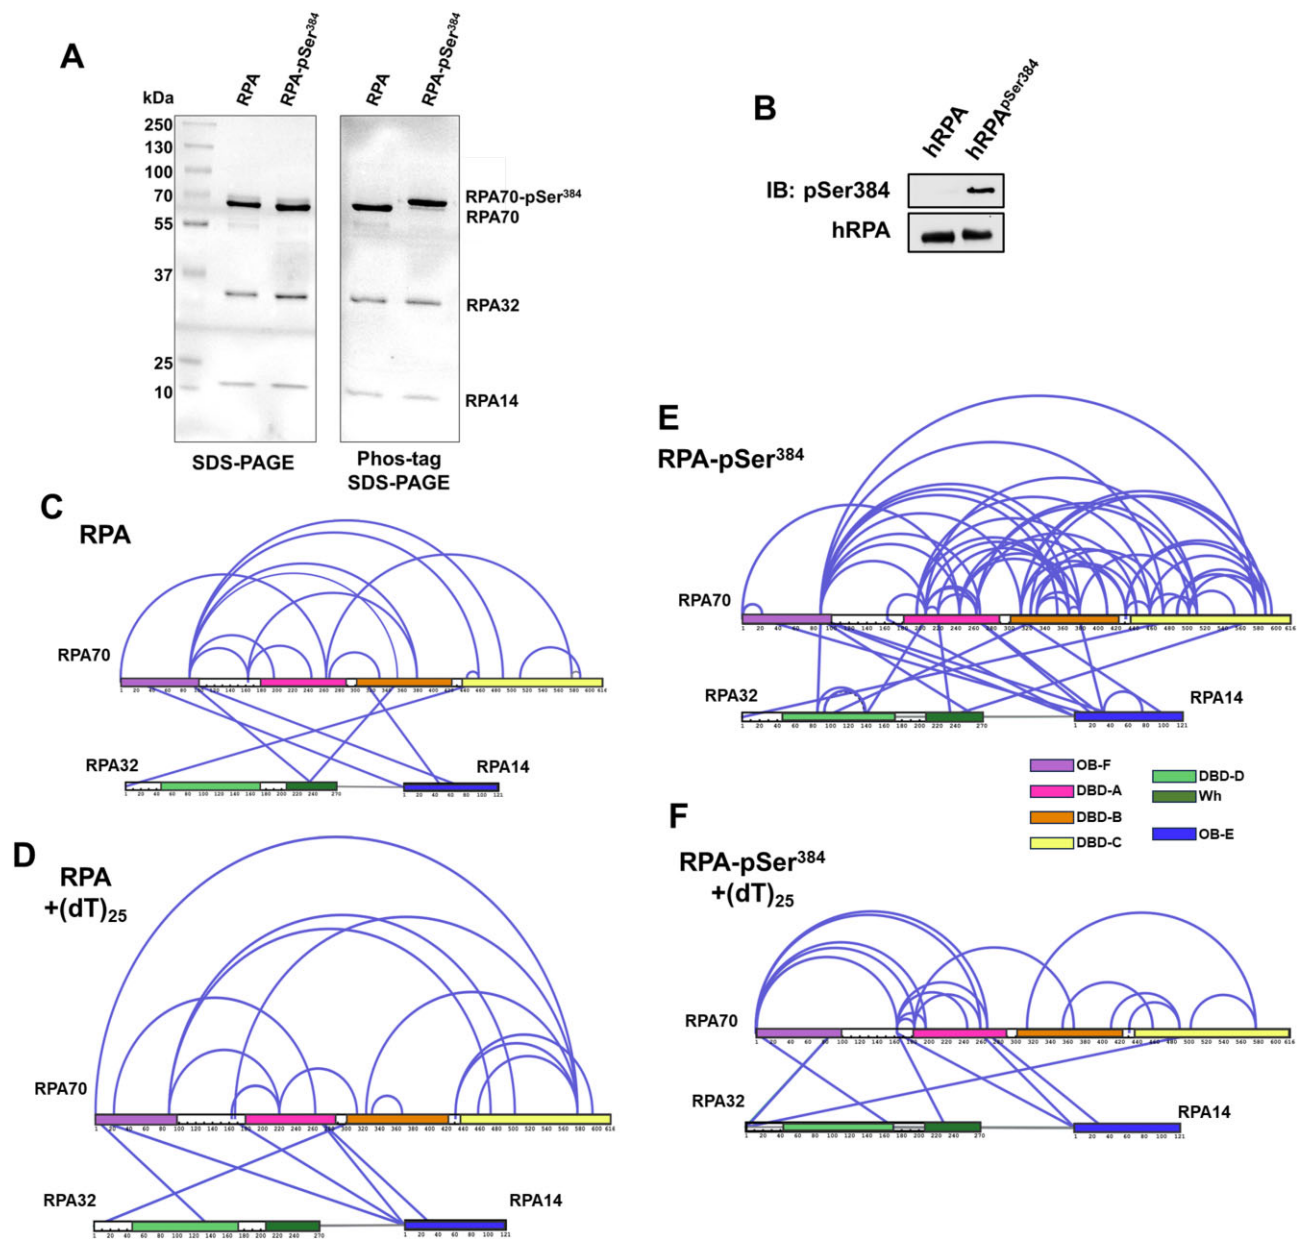 A
RPA
RPA-pSer384
RPA
RPA-pSer384
kDa
250
130
100
70
55
37
25
10
RPA70-pSer384
RPA70
RPA32
RPA14
SDS-PAGE
Phos-tag
SDS-PAGE
B
hRPA
hRPApSer384
IB: pSer384
hRPA
C
RPA
RPA70
RPA32
RPA14
D
RPA
+(dT)25
RPA70
RPA32
RPA14
E
RPA-pSer384
RPA70
RPA32
RPA14
OB-F
DBD-A
DBD-B
DBD-C
DBD-D
Wh
OB-E
F
RPA-pSer384
+(dT)25
RPA70
RPA32
RPA14